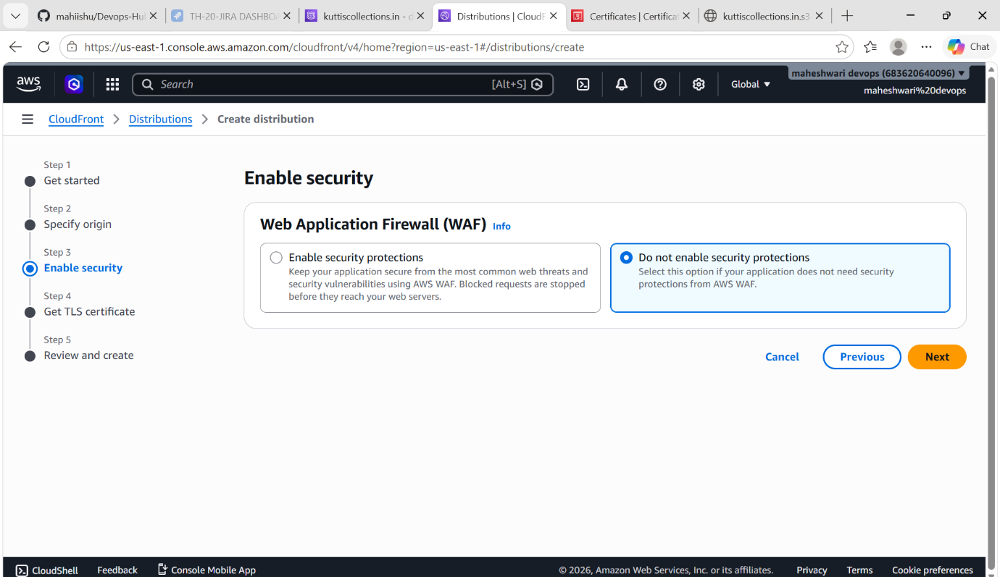 mahiishu/Devops-Hu
TH-20-JIRA DASHBOA
kuttiscollections.in - d
Distributions | CloudF
Certificates | Certifica
kuttiscollections.in.s3
https://us-east-1.console.aws.amazon.com/cloudfront/v4/home?region=us-east-1#/distributions/create
Chat
aws
Search
[Alt+S]
Global
maheshwari devops (683620640096)
maheshwari%20devops
CloudFront
Distributions
Create distribution
Step 1
Get started
Step 2
Specify origin
Step 3
Enable security
Step 4
Get TLS certificate
Step 5
Review and create
Enable security
Web Application Firewall (WAF) Info
Enable security protections
Keep your application secure from the most common web threats and
security vulnerabilities using AWS WAF. Blocked requests are stopped
before they reach your web servers.
Do not enable security protections
Select this option if your application does not need security
protections from AWS WAF.
Cancel
Previous
Next
CloudShell
Feedback
Console Mobile App
© 2026, Amazon Web Services, Inc. or its affiliates.
Privacy
Terms
Cookie preferences